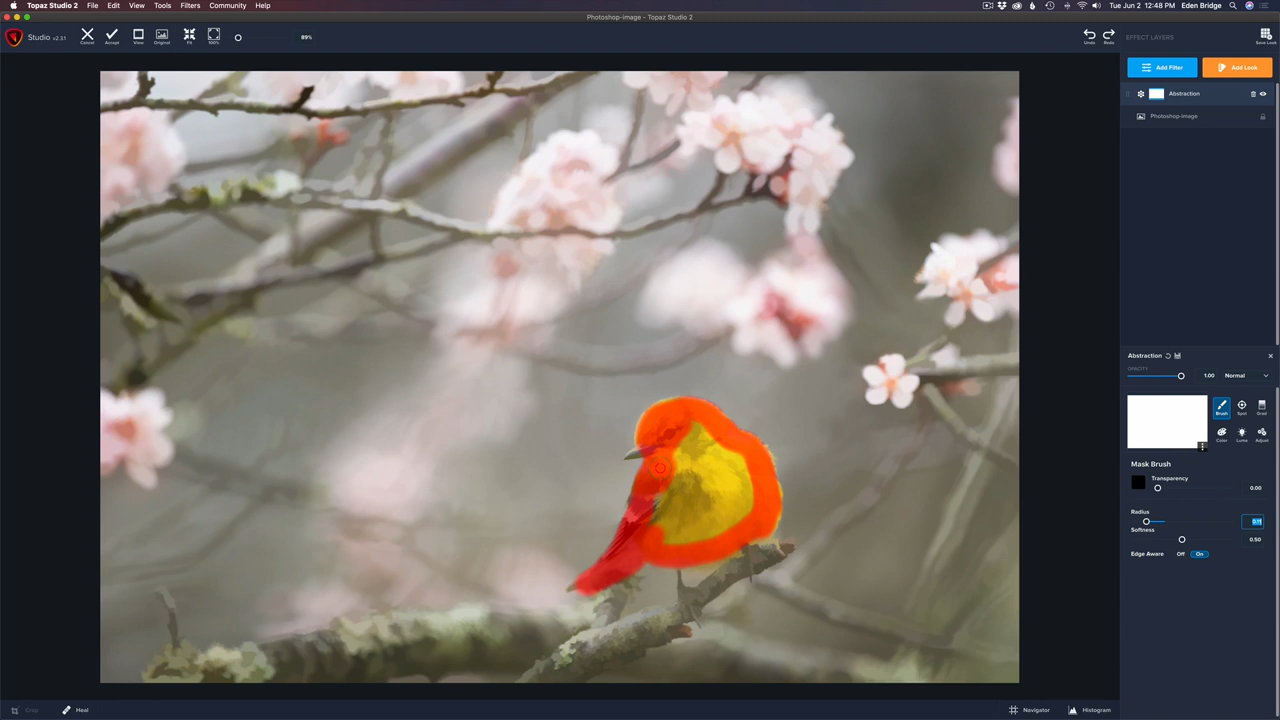 Topaz Studio 2 File Edit View Tools Filters Community Help Tue Jun 2 12:48 PM Eden Bridge
Photoshop-image - Topaz Studio 2
Studio v2.3.1 Cancel Accept View Original Fit 100% 89% Undo Redo EFFECT LAYERS Save Look
Add Filter Add Look
Abstraction
Photoshop-image
Abstraction
OPACITY
1.00 Normal
Brush Spot Grad
Color Luma Adjust
Mask Brush
Transparency
0.00
Radius
0.11
Softness
0.50
Edge Aware Off On
Crop Heal Navigator Histogram